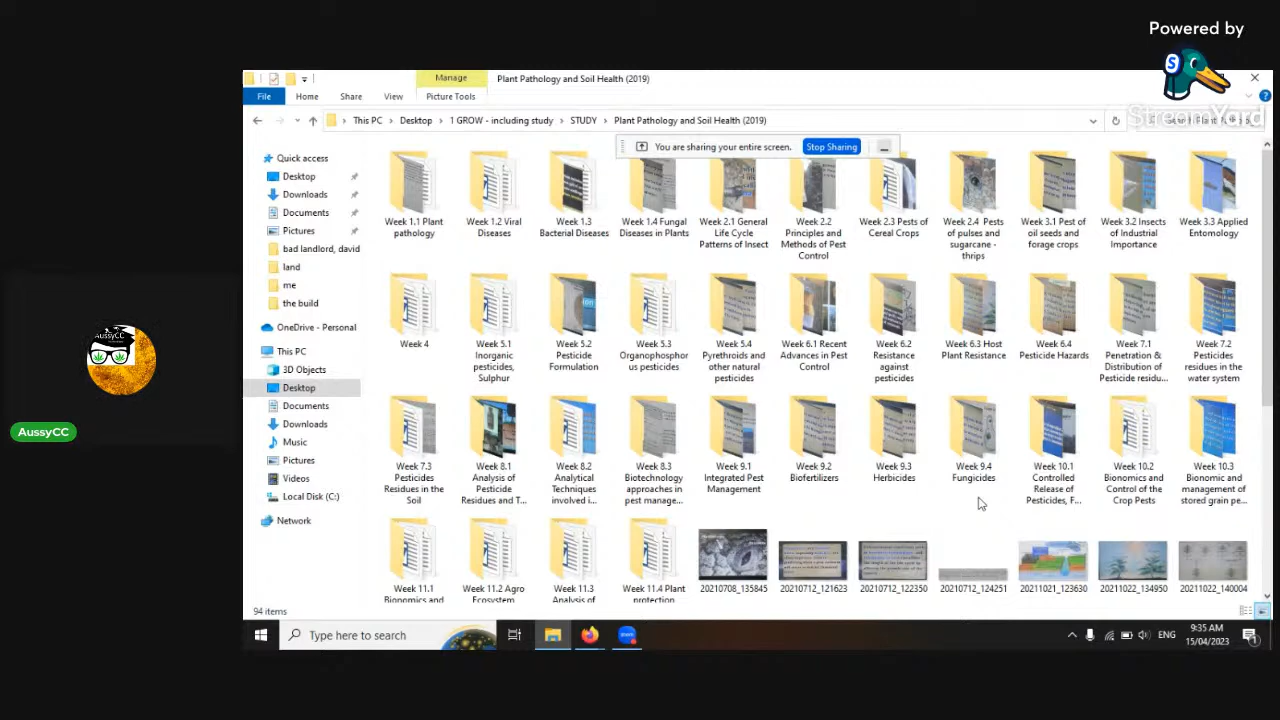 Powered by
S
StreamYard
Manage
Plant Pathology and Soil Health (2019)
File
Home
Share
View
Picture Tools
This PC
Desktop
1 GROW - including study
STUDY
Plant Pathology and Soil Health (2019)
You are sharing your entire screen.
Stop Sharing
Quick access
Desktop
Downloads
Documents
Pictures
bad landlord, david
land
me
the build
OneDrive - Personal
This PC
3D Objects
Desktop
Documents
Downloads
Music
Pictures
Videos
Local Disk (C:)
Network
Week 1.1 Plant
pathology
Week 1.2 Viral
Diseases
Week 1.3
Bacterial Diseases
Week 1.4 Fungal
Diseases in Plants
Week 2.1 General
Life Cycle
Patterns of Insect
Week 2.2
Principles and
Methods of Pest
Control
Week 2.3 Pests of
Cereal Crops
Week 2.4 Pests
of pulses and
sugarcane -
thrips
Week 3.1 Pest of
oil seeds and
forage crops
Week 3.2 Insects
of Industrial
Importance
Week 3.3 Applied
Entomology
Week 4
Week 5.1
Inorganic
pesticides,
Sulphur
Week 5.2
Pesticide
Formulation
Week 5.3
Organophosphor
us pesticides
Week 5.4
Pyrethroids and
other natural
pesticides
Week 6.1 Recent
Advances in Pest
Control
Week 6.2
Resistance
against
pesticides
Week 6.3 Host
Plant Resistance
Week 6.4
Pesticide Hazards
Week 7.1
Penetration &
Distribution of
Pesticide residu...
Week 7.2
Pesticides
residues in the
water system
Week 7.3
Pesticides
Residues in the
Soil
Week 8.1
Analysis of
Pesticide
Residues and T...
Week 8.2
Analytical
Techniques
involved i...
Week 8.3
Biotechnology
approaches in
pest manage...
Week 9.1
Integrated Pest
Management
Week 9.2
Biofertilizers
Week 9.3
Herbicides
Week 9.4
Fungicides
Week 10.1
Controlled
Release of
Pesticides, F...
Week 10.2
Bionomics and
Control of the
Crop Pests
Week 10.3
Bionomic and
management of
stored grain pe...
Week 11.1
Bionomics and
Week 11.2 Agro
Ecosystem
Week 11.3
Analysis of
Week 11.4 Plant
protection
20210708_135845
20210712_121623
20210712_122350
20210712_124251
20211021_123630
20211022_134950
20211022_140004
94 items
AussyCC
AussyCC
Type here to search
zoom
ENG
9:35 AM
15/04/2023
1